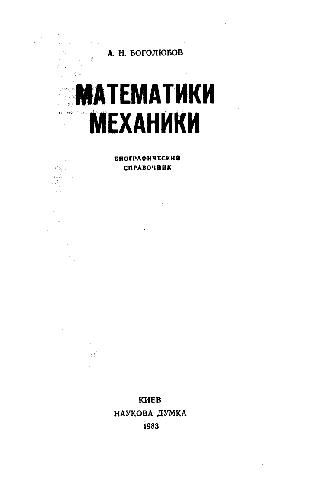 А. Н. БОГОЛЮБОВ
МАТЕМАТИКИ
МЕХАНИКИ
БИОГРАФИЧЕСКИЙ
СПРАВОЧНИК
КИЕВ
НАУКОВА ДУМКА
1983